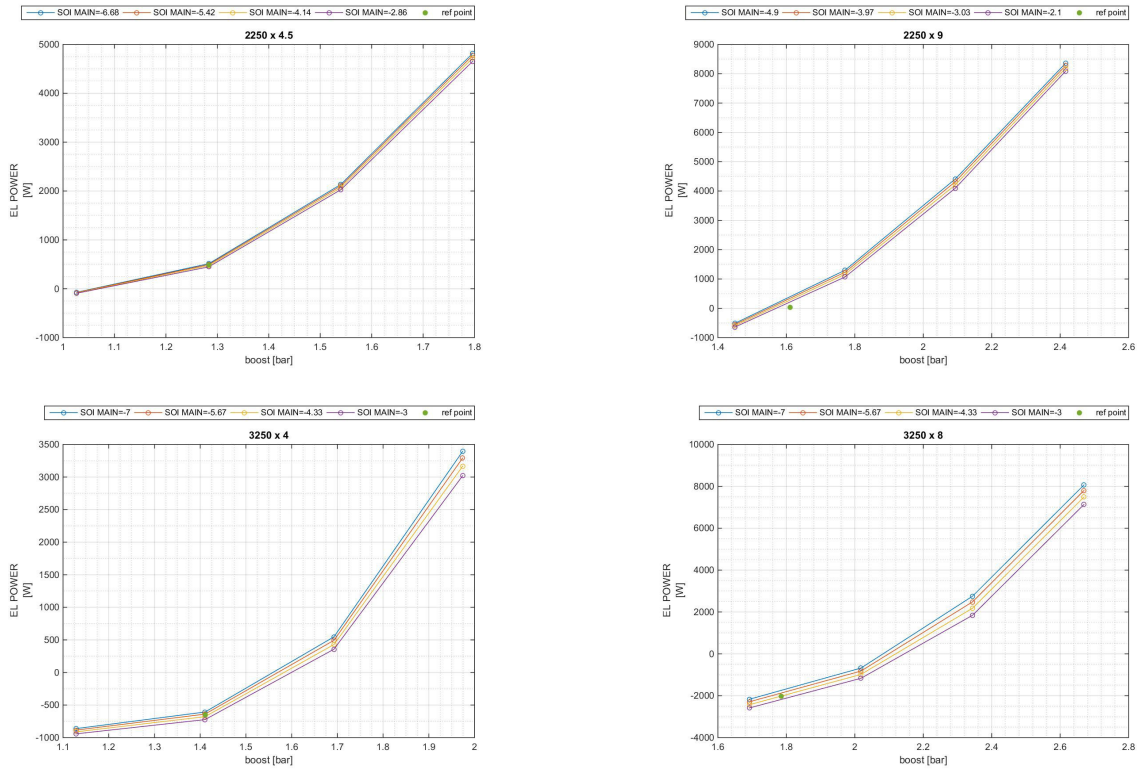 SOI MAIN=-6.68 SOI MAIN=-5.42 SOI MAIN=-4.14 SOI MAIN=-2.86 ref point
2250 x 4.5
5000
4000
3000
2000
1000
0
-1000
EL POWER
[W]
1 1.1 1.2 1.3 1.4 1.5 1.6 1.7 1.8
boost [bar]
SOI MAIN=-4.9 SOI MAIN=-3.97 SOI MAIN=-3.03 SOI MAIN=-2.1 ref point
2250 x 9
9000
8000
7000
6000
5000
4000
3000
2000
1000
0
-1000
EL POWER
[W]
1.4 1.6 1.8 2 2.2 2.4 2.6
boost [bar]
SOI MAIN=-7 SOI MAIN=-5.67 SOI MAIN=-4.33 SOI MAIN=-3 ref point
3250 x 4
3500
3000
2500
2000
1500
1000
500
0
-500
-1000
EL POWER
[W]
1.1 1.2 1.3 1.4 1.5 1.6 1.7 1.8 1.9 2
boost [bar]
SOI MAIN=-7 SOI MAIN=-5.67 SOI MAIN=-4.33 SOI MAIN=-3 ref point
3250 x 8
10000
8000
6000
4000
2000
0
-2000
-4000
EL POWER
[W]
1.6 1.8 2 2.2 2.4 2.6 2.8
boost [bar]